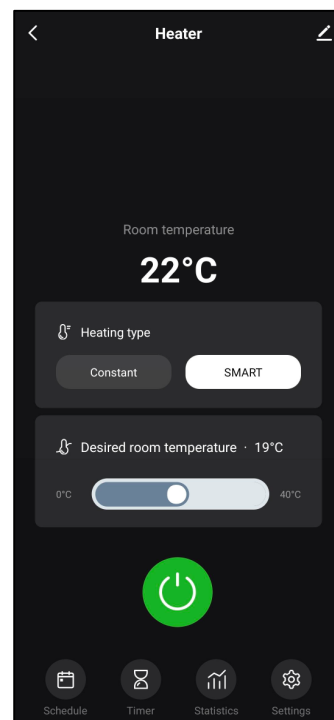 Heater
Room temperature
22°C
Heating type
Constant SMART
Desired room temperature · 19°C
0°C 40°C
Schedule Timer Statistics Settings